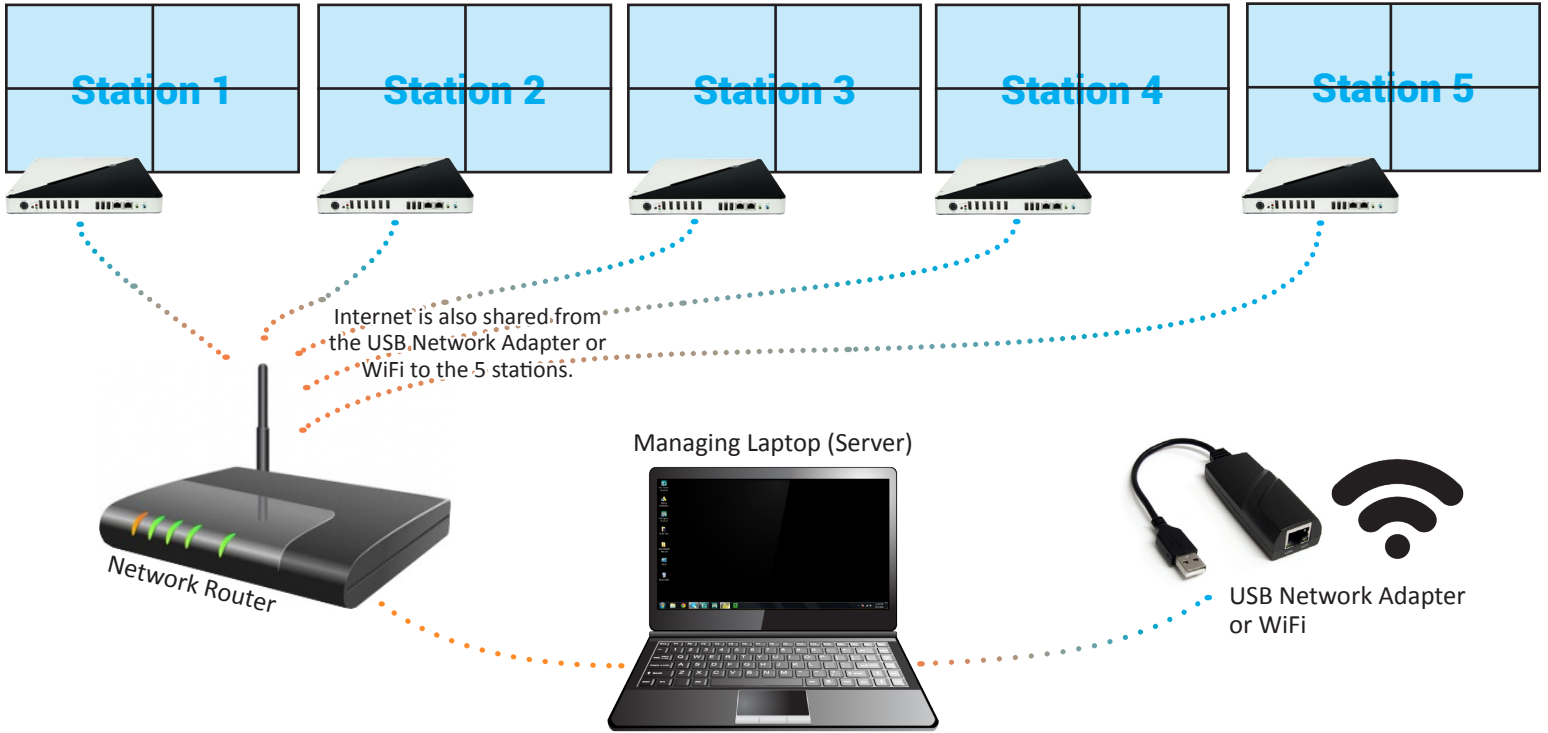 Station 1
Station 2
Station 3
Station 4
Station 5
Internet is also shared from
the USB Network Adapter or
WiFi to the 5 stations.
Managing Laptop (Server)
Network Router
USB Network Adapter
or WiFi